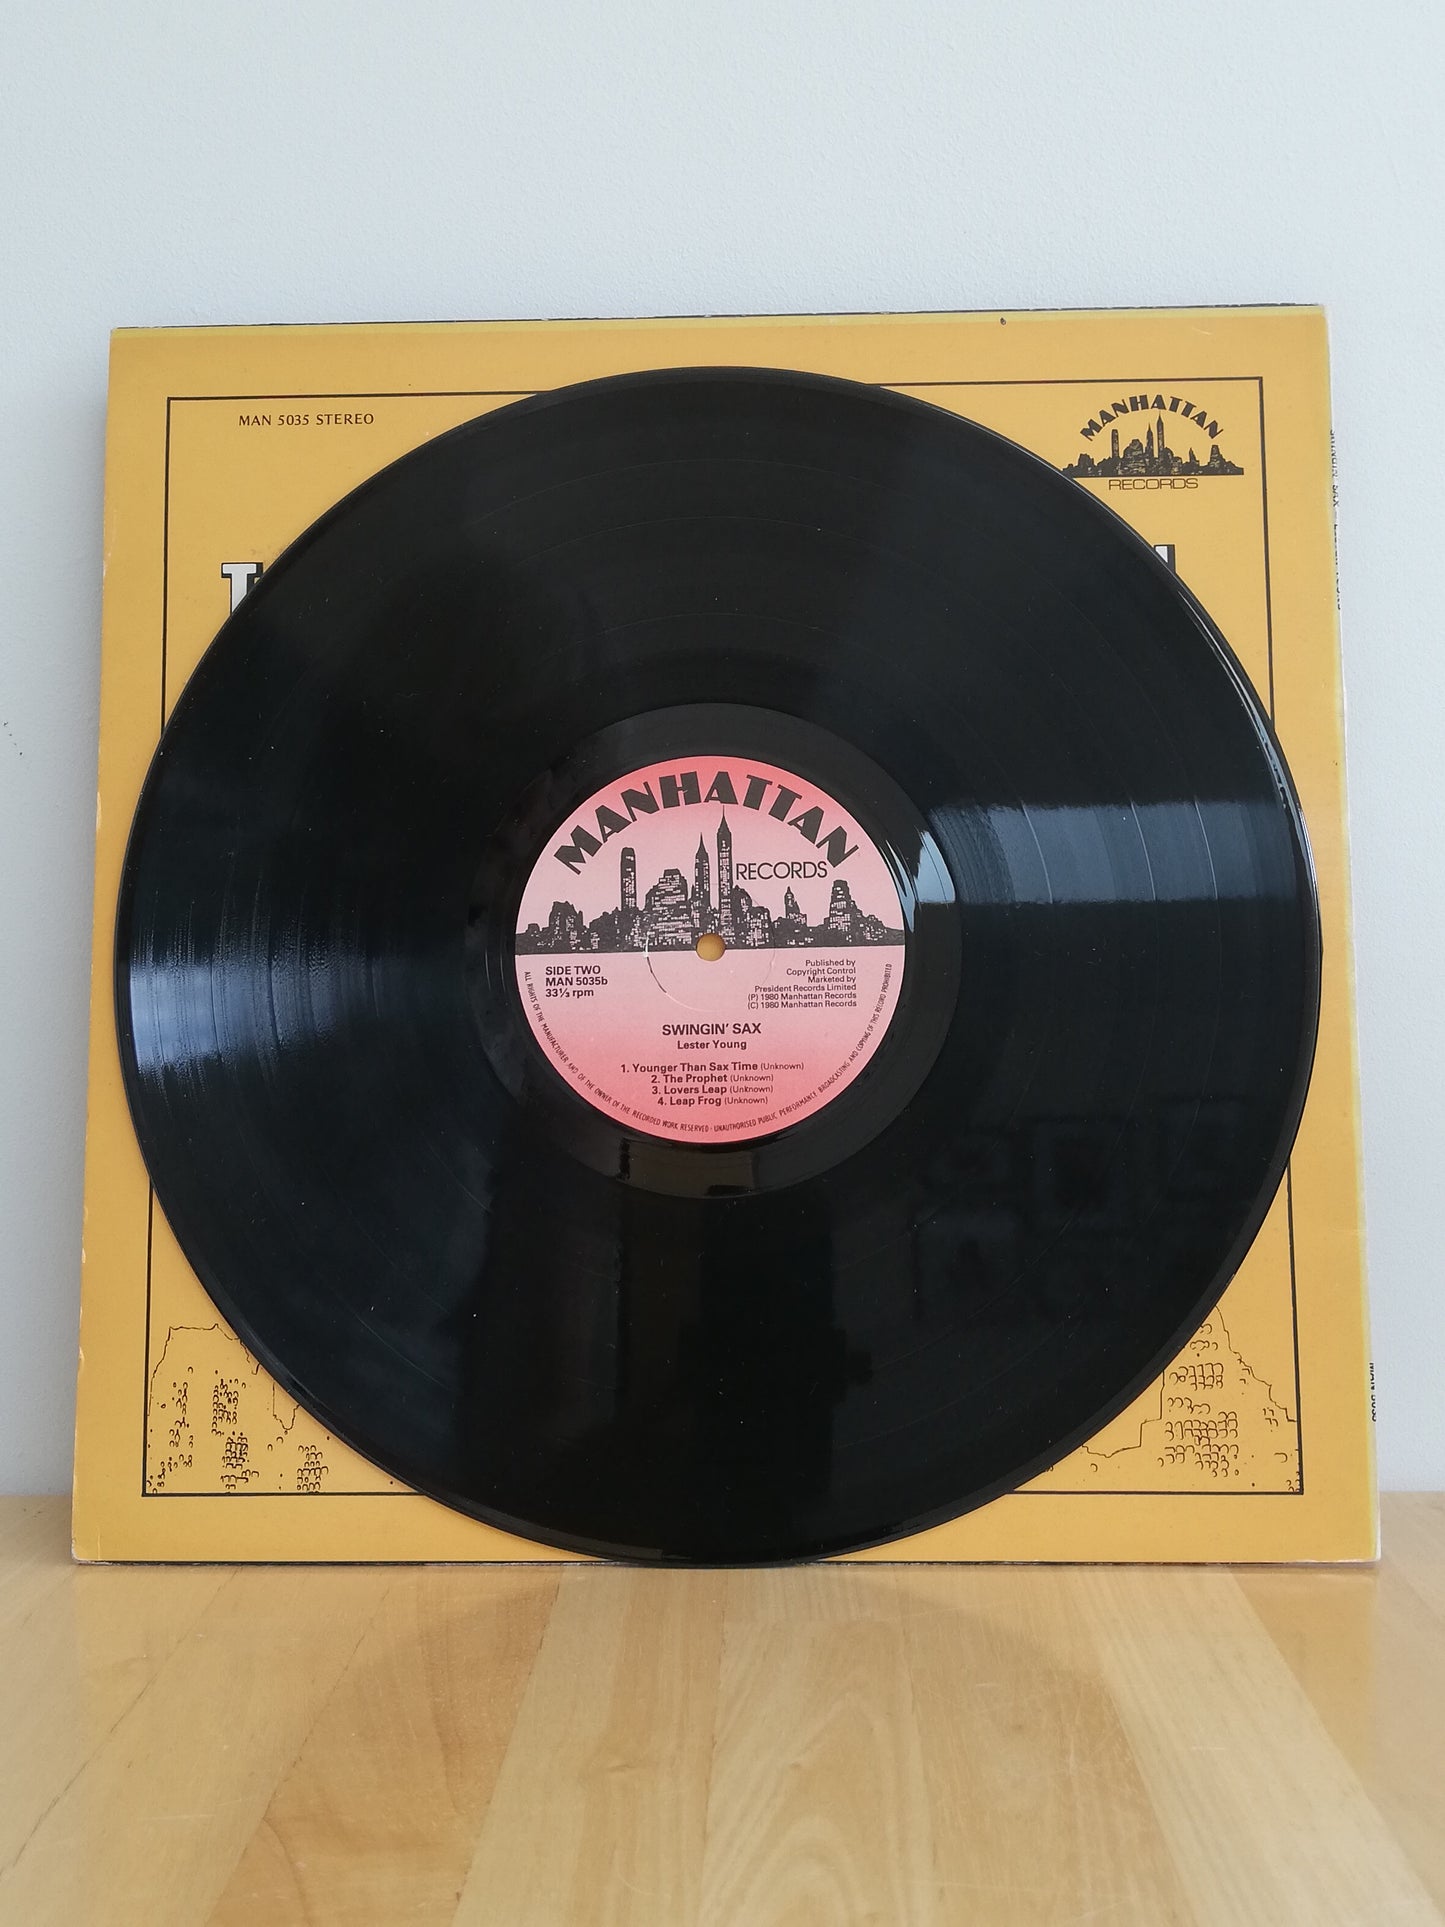 MAN 5035 STEREO
MANHATTAN
RECORDS
MANHATTAN
RECORDS
SIDE TWO
MAN 5035b
33⅓ rpm
Published by
Copyright Control
Marketed by
President Records Limited
(P) 1980 Manhattan Records
(C) 1980 Manhattan Records
SWINGIN' SAX
Lester Young
1. Younger Than Sax Time (Unknown)
2. The Prophet (Unknown)
3. Lovers Leap (Unknown)
4. Leap Frog (Unknown)
ALL RIGHTS OF THE MANUFACTURER AND OF THE OWNER OF THE RECORDED WORK RESERVED · UNAUTHORISED PUBLIC PERFORMANCE BROADCASTING AND COPYING OF THIS RECORD PROHIBITED